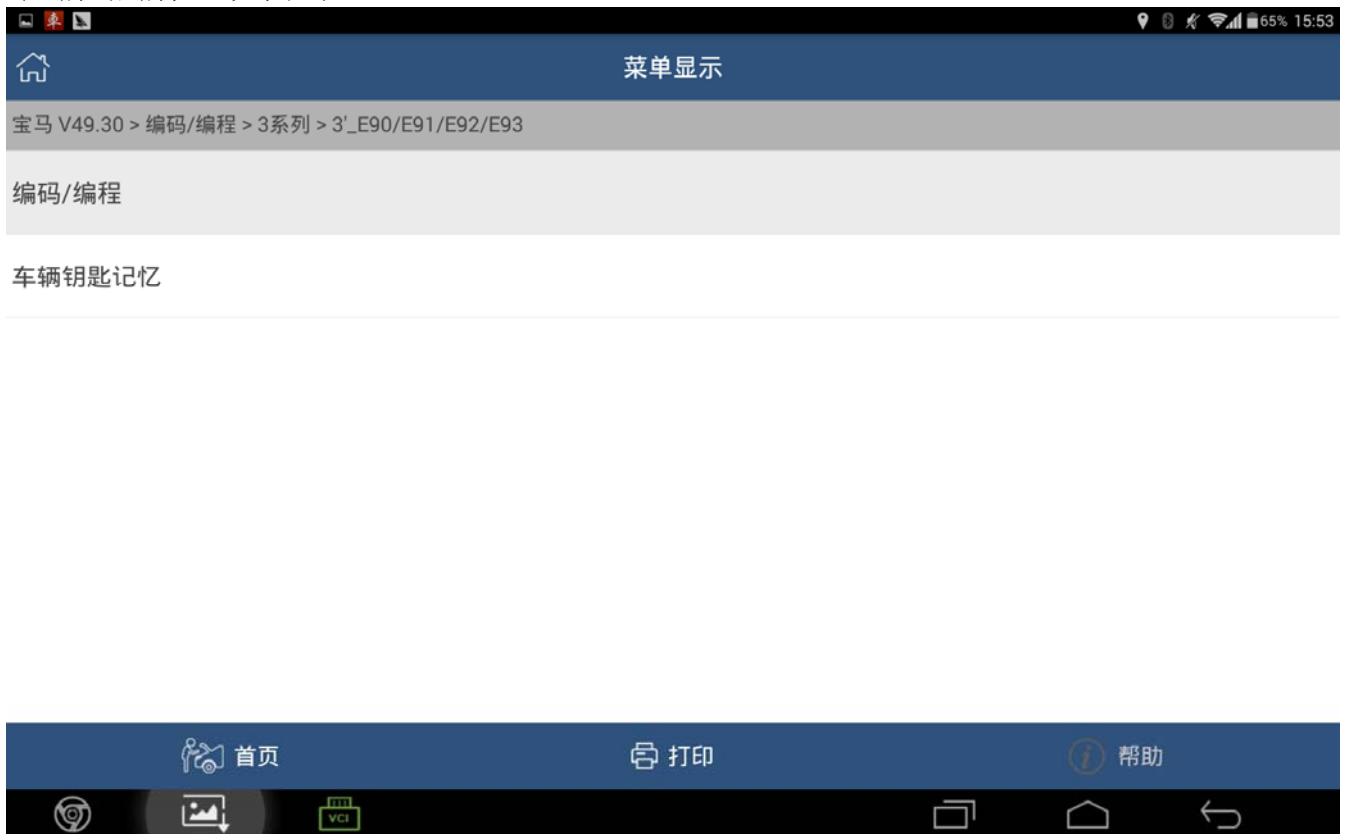 65% 15:53
菜单显示
宝马 V49.30 > 编码/编程 > 3系列 > 3'_E90/E91/E92/E93
编码/编程
车辆钥匙记忆
首页
打印
帮助
VCI